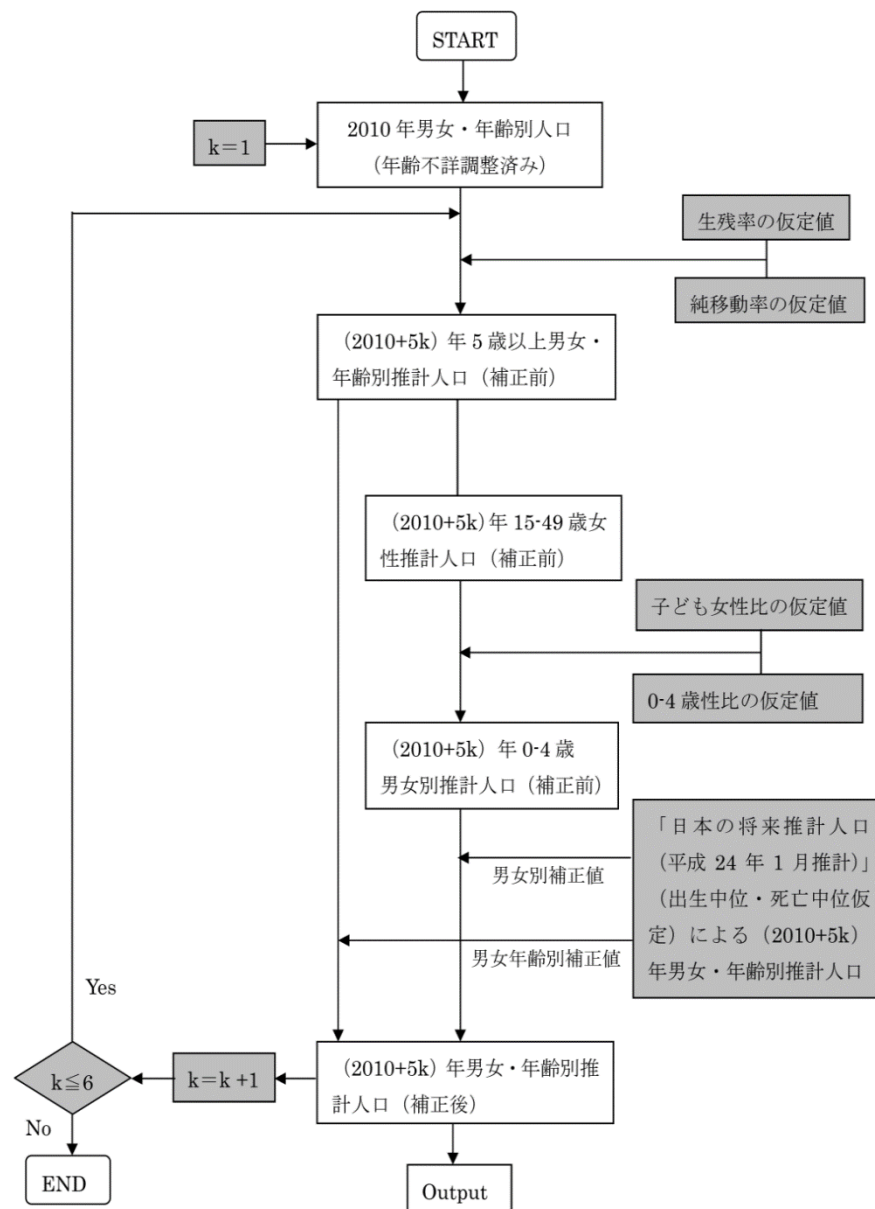 START
2010 年男女・年齢別人口
（年齢不詳調整済み）
k＝1
生残率の仮定値
純移動率の仮定値
（2010+5k）年 5 歳以上男女・
年齢別推計人口（補正前）
（2010+5k）年 15-49 歳女
性推計人口（補正前）
子ども女性比の仮定値
0-4 歳性比の仮定値
（2010+5k） 年 0-4 歳
男女別推計人口（補正前）
「日本の将来推計人口
（平成 24 年 1 月推計）」
（出生中位・死亡中位仮
定）による（2010+5k）
年男女・年齢別推計人口
男女別補正値
男女年齢別補正値
Yes
（2010+5k）年男女・年齢別推
計人口（補正後）
k＝k +1
k≦6
No
END
Output